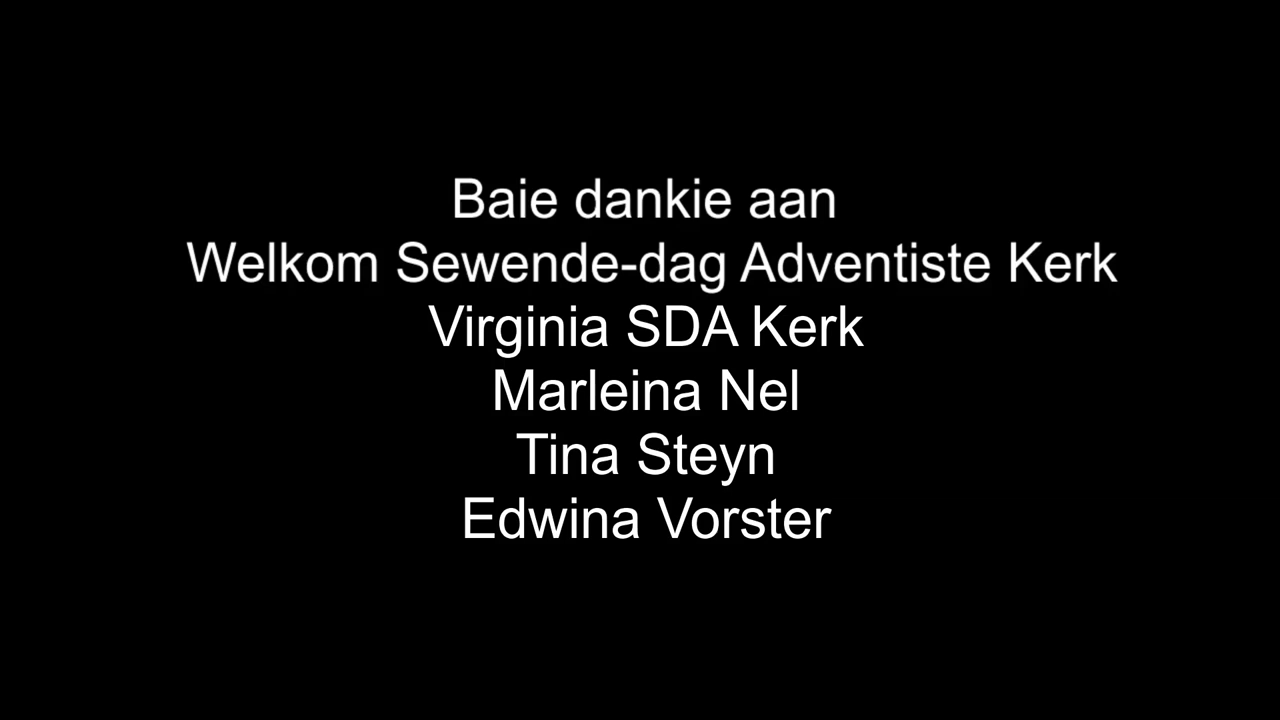 Baie dankie aan
Welkom Sewende-dag Adventiste Kerk
Virginia SDA Kerk
Marleina Nel
Tina Steyn
Edwina Vorster